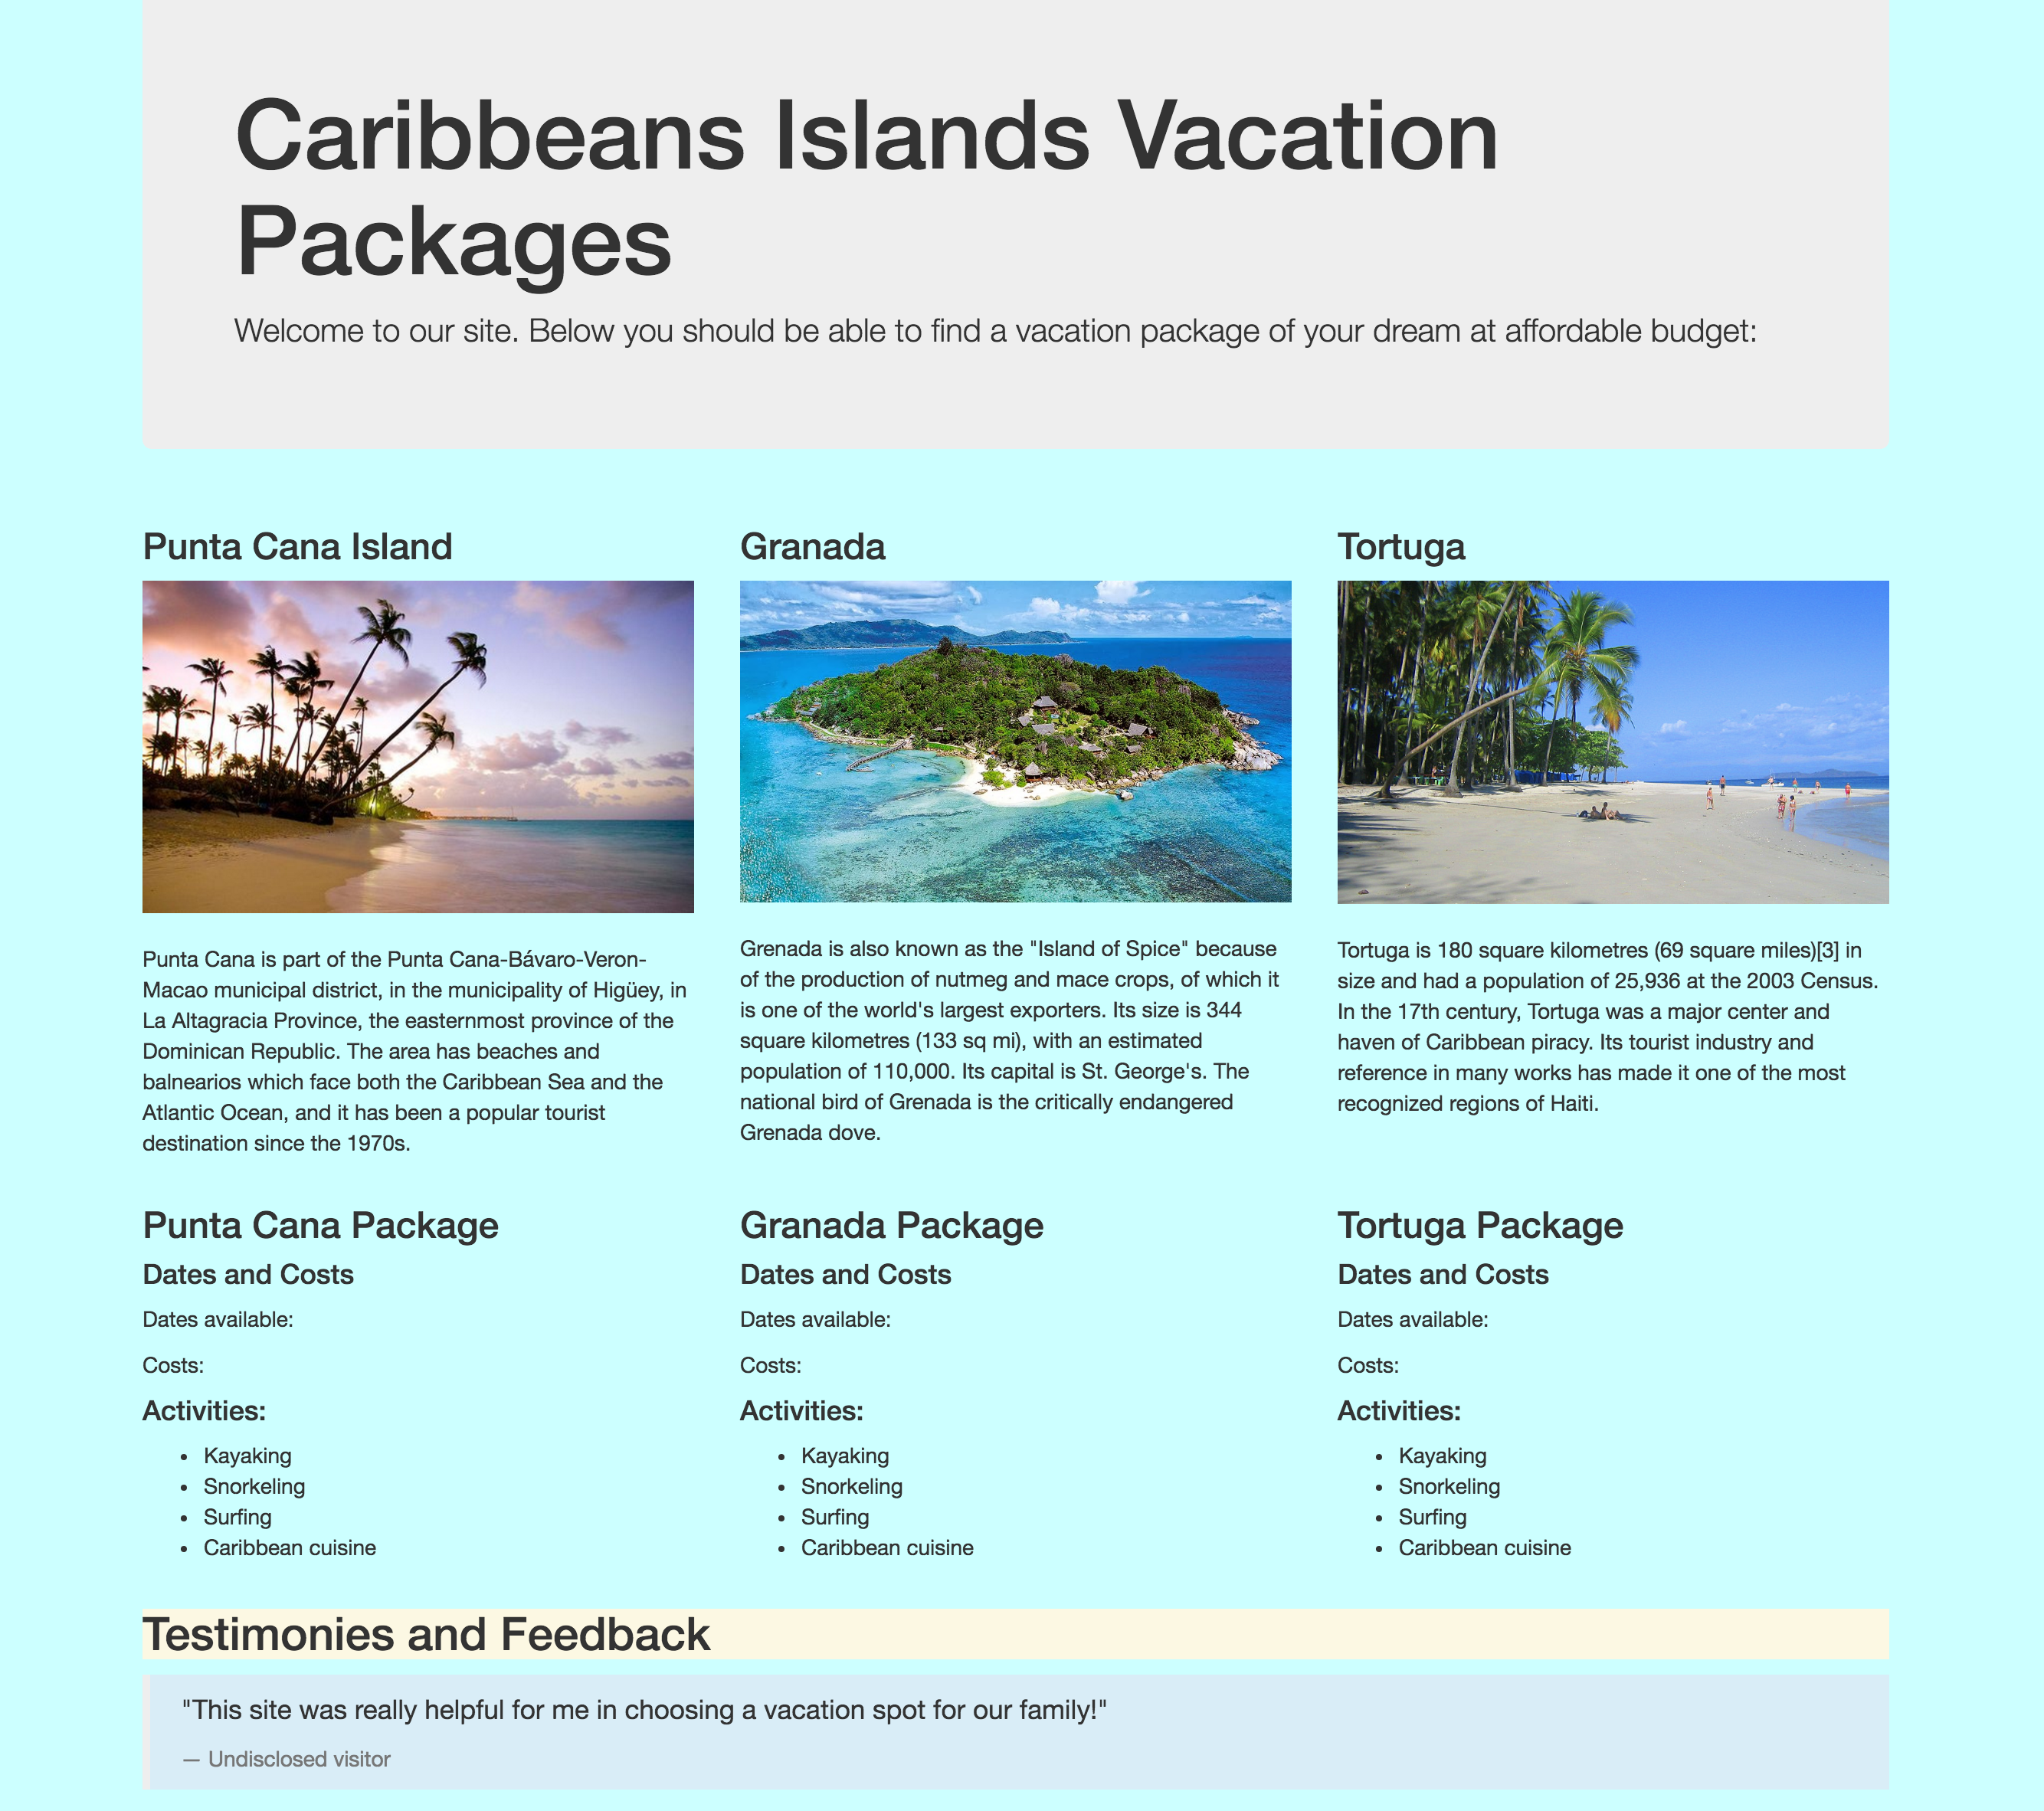 Caribbeans Islands Vacation
Packages
Welcome to our site. Below you should be able to find a vacation package of your dream at affordable budget:
Punta Cana Island
Punta Cana is part of the Punta Cana-Bávaro-Veron-
Macao municipal district, in the municipality of Higüey, in
La Altagracia Province, the easternmost province of the
Dominican Republic. The area has beaches and
balnearios which face both the Caribbean Sea and the
Atlantic Ocean, and it has been a popular tourist
destination since the 1970s.
Granada
Grenada is also known as the "Island of Spice" because
of the production of nutmeg and mace crops, of which it
is one of the world's largest exporters. Its size is 344
square kilometres (133 sq mi), with an estimated
population of 110,000. Its capital is St. George's. The
national bird of Grenada is the critically endangered
Grenada dove.
Tortuga
Tortuga is 180 square kilometres (69 square miles)[3] in
size and had a population of 25,936 at the 2003 Census.
In the 17th century, Tortuga was a major center and
haven of Caribbean piracy. Its tourist industry and
reference in many works has made it one of the most
recognized regions of Haiti.
Punta Cana Package
Dates and Costs
Dates available:
Costs:
Activities:
• Kayaking
• Snorkeling
• Surfing
• Caribbean cuisine
Granada Package
Dates and Costs
Dates available:
Costs:
Activities:
• Kayaking
• Snorkeling
• Surfing
• Caribbean cuisine
Tortuga Package
Dates and Costs
Dates available:
Costs:
Activities:
• Kayaking
• Snorkeling
• Surfing
• Caribbean cuisine
Testimonies and Feedback
"This site was really helpful for me in choosing a vacation spot for our family!"
— Undisclosed visitor